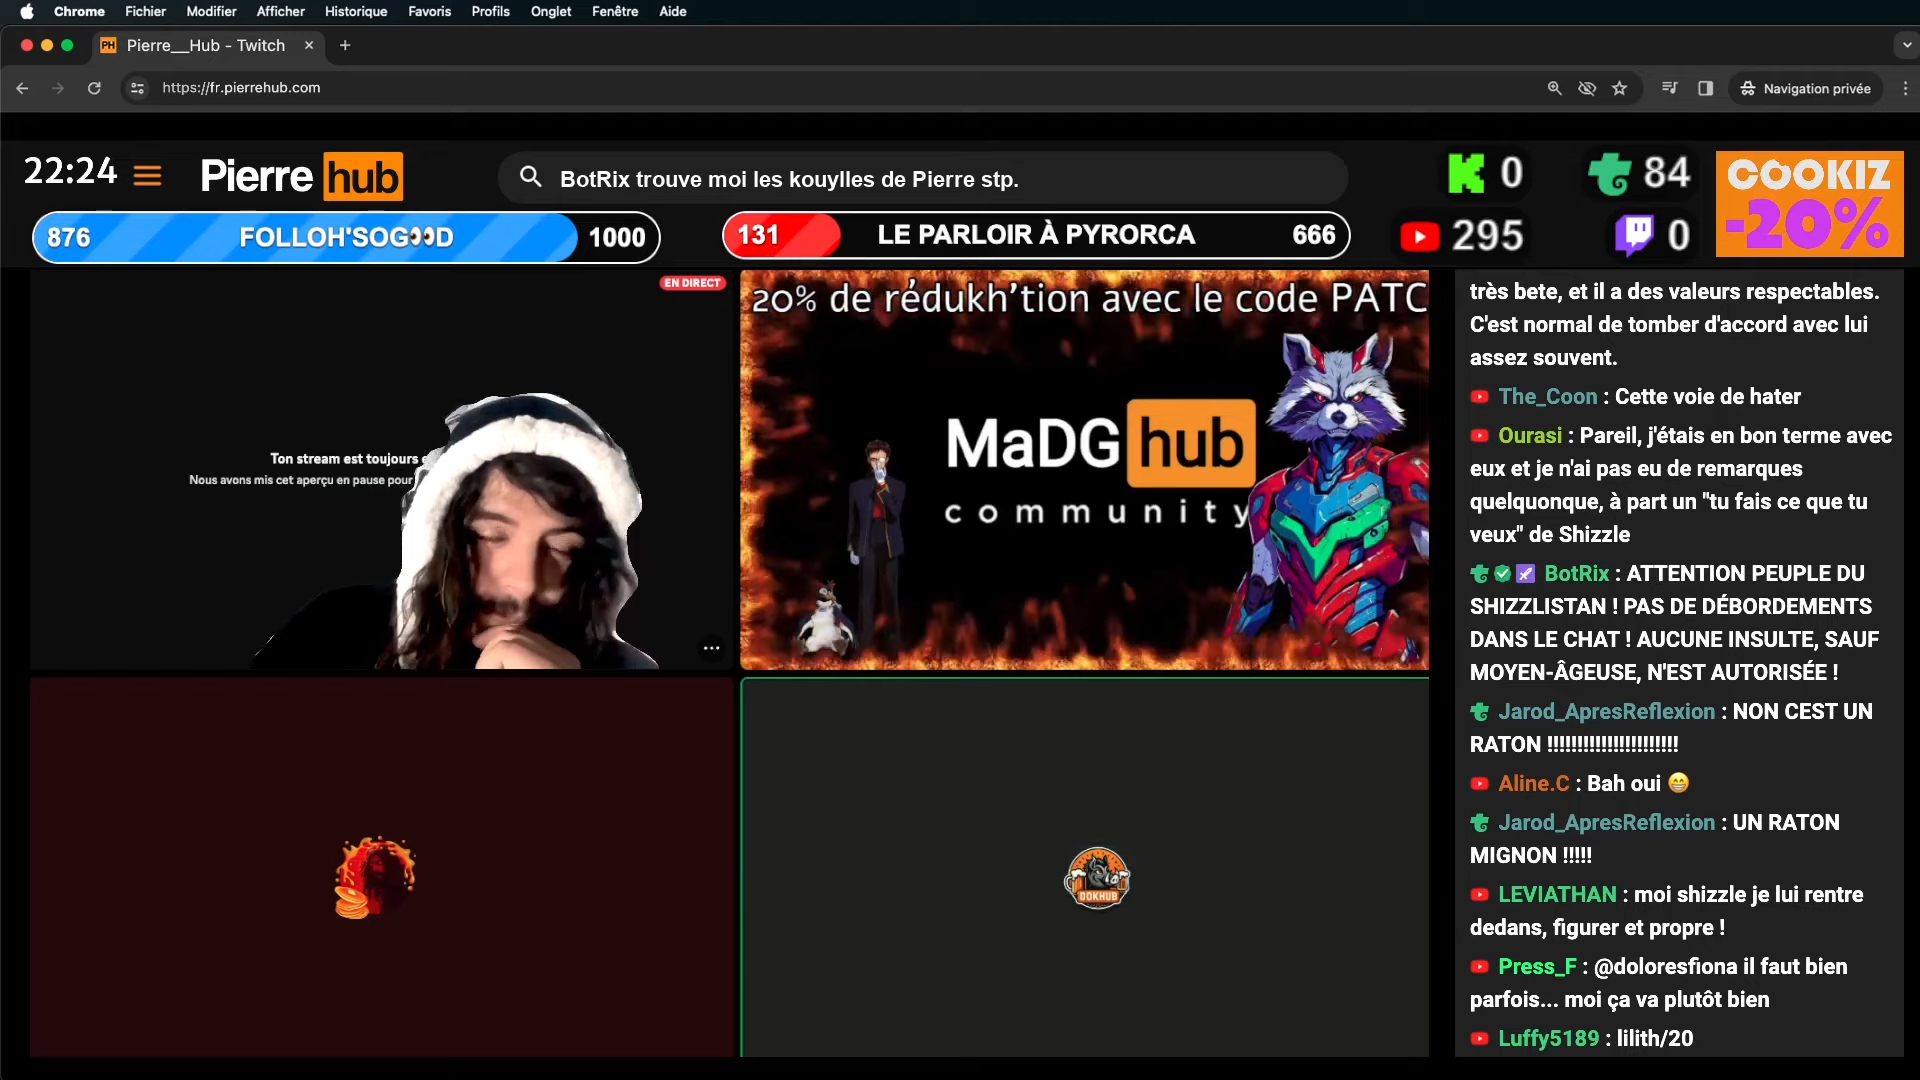 Chrome Fichier Modifier Afficher Historique Favoris Profils Onglet Fenêtre Aide
PH Pierre__Hub - Twitch
https://fr.pierrehub.com
Navigation privée
22:24
Pierre hub
BotRix trouve moi les kouylles de Pierre stp.
0
84
COOKIZ
-20%
876 FOLLOH'SOG👀D 1000
131 LE PARLOIR À PYRORCA 666
295
0
EN DIRECT
Ton stream est toujours
Nous avons mis cet aperçu en pause pour
20% de rédukh’tion avec le code PATC
MaDG hub
community
OOKHUB
très bete, et il a des valeurs respectables.
C'est normal de tomber d'accord avec lui
assez souvent.
The_Coon : Cette voie de hater
Ourasi : Pareil, j'étais en bon terme avec
eux et je n'ai pas eu de remarques
quelquonque, à part un "tu fais ce que tu
veux" de Shizzle
BotRix : ATTENTION PEUPLE DU
SHIZZLISTAN ! PAS DE DÉBORDEMENTS
DANS LE CHAT ! AUCUNE INSULTE, SAUF
MOYEN-ÂGEUSE, N'EST AUTORISÉE !
Jarod_ApresReflexion : NON CEST UN
RATON !!!!!!!!!!!!!!!!!!!!!!!
Aline.C : Bah oui 😁
Jarod_ApresReflexion : UN RATON
MIGNON !!!!!
LEVIATHAN : moi shizzle je lui rentre
dedans, figurer et propre !
Press_F : @doloresfiona il faut bien
parfois... moi ça va plutôt bien
Luffy5189 : lilith/20